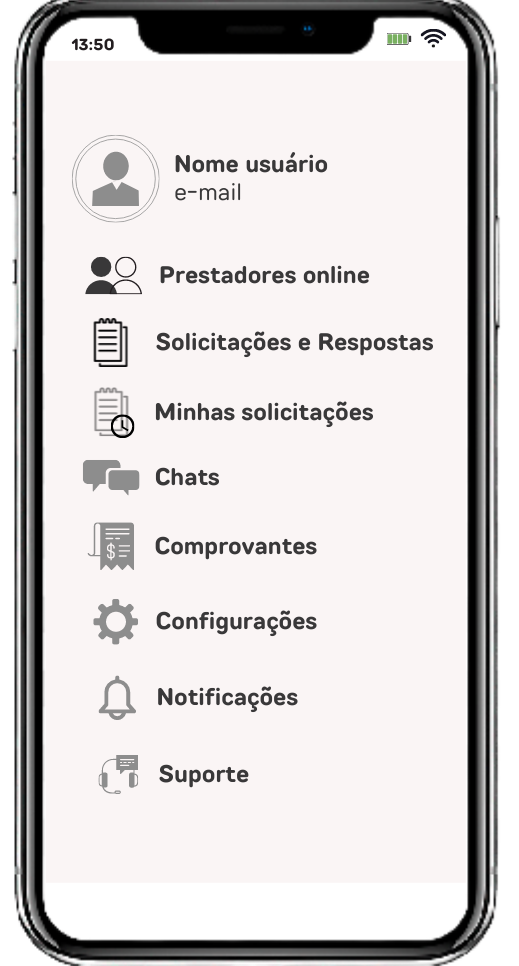 13:50
Nome usuário
e-mail
Prestadores online
Solicitações e Respostas
Minhas solicitações
Chats
$
Comprovantes
Configurações
Notificações
Suporte